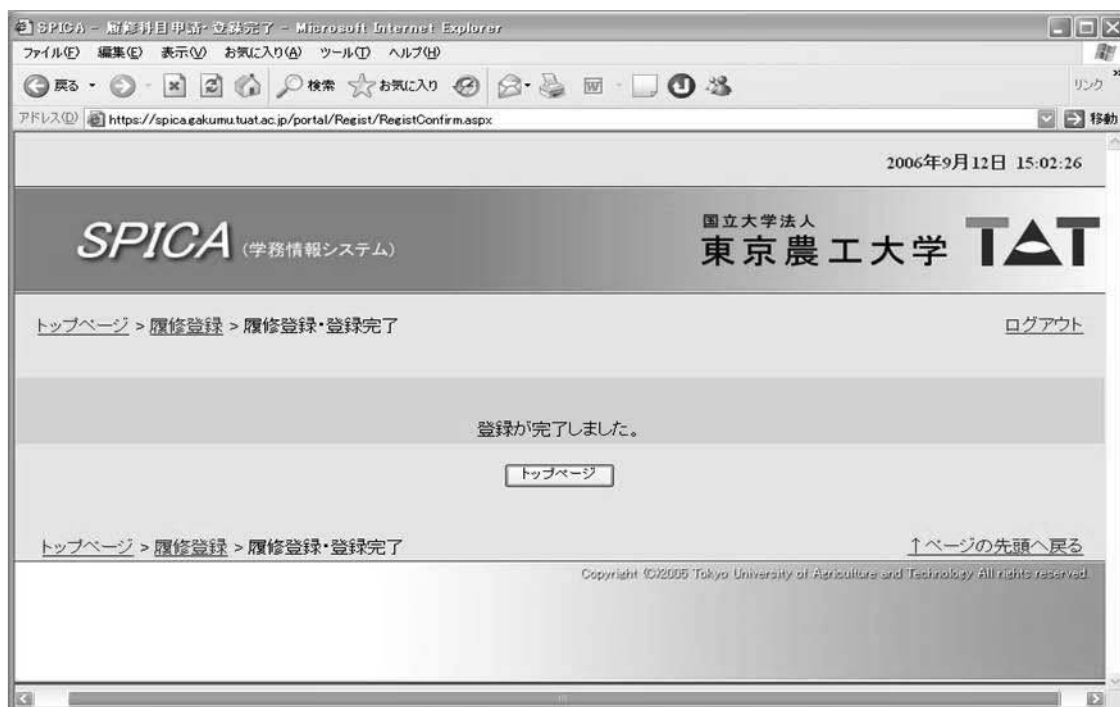 SPICA - 履修科目申請・登録完了 - Microsoft Internet Explorer
ファイル(F) 編集(E) 表示(V) お気に入り(A) ツール(T) ヘルプ(H)
戻る 検索 お気に入り リンク »
アドレス(D) https://spica.gakumu.tuat.ac.jp/portal/Regist/RegistConfirm.aspx 移動
2006年9月12日 15:02:26
SPICA (学務情報システム)
国立大学法人
東京農工大学 TAT
トップページ > 履修登録 > 履修登録・登録完了 ログアウト
登録が完了しました。
トップページ
トップページ > 履修登録 > 履修登録・登録完了 ↑ページの先頭へ戻る
Copyright (C)2005 Tokyo University of Agriculture and Technology All rights reserved.